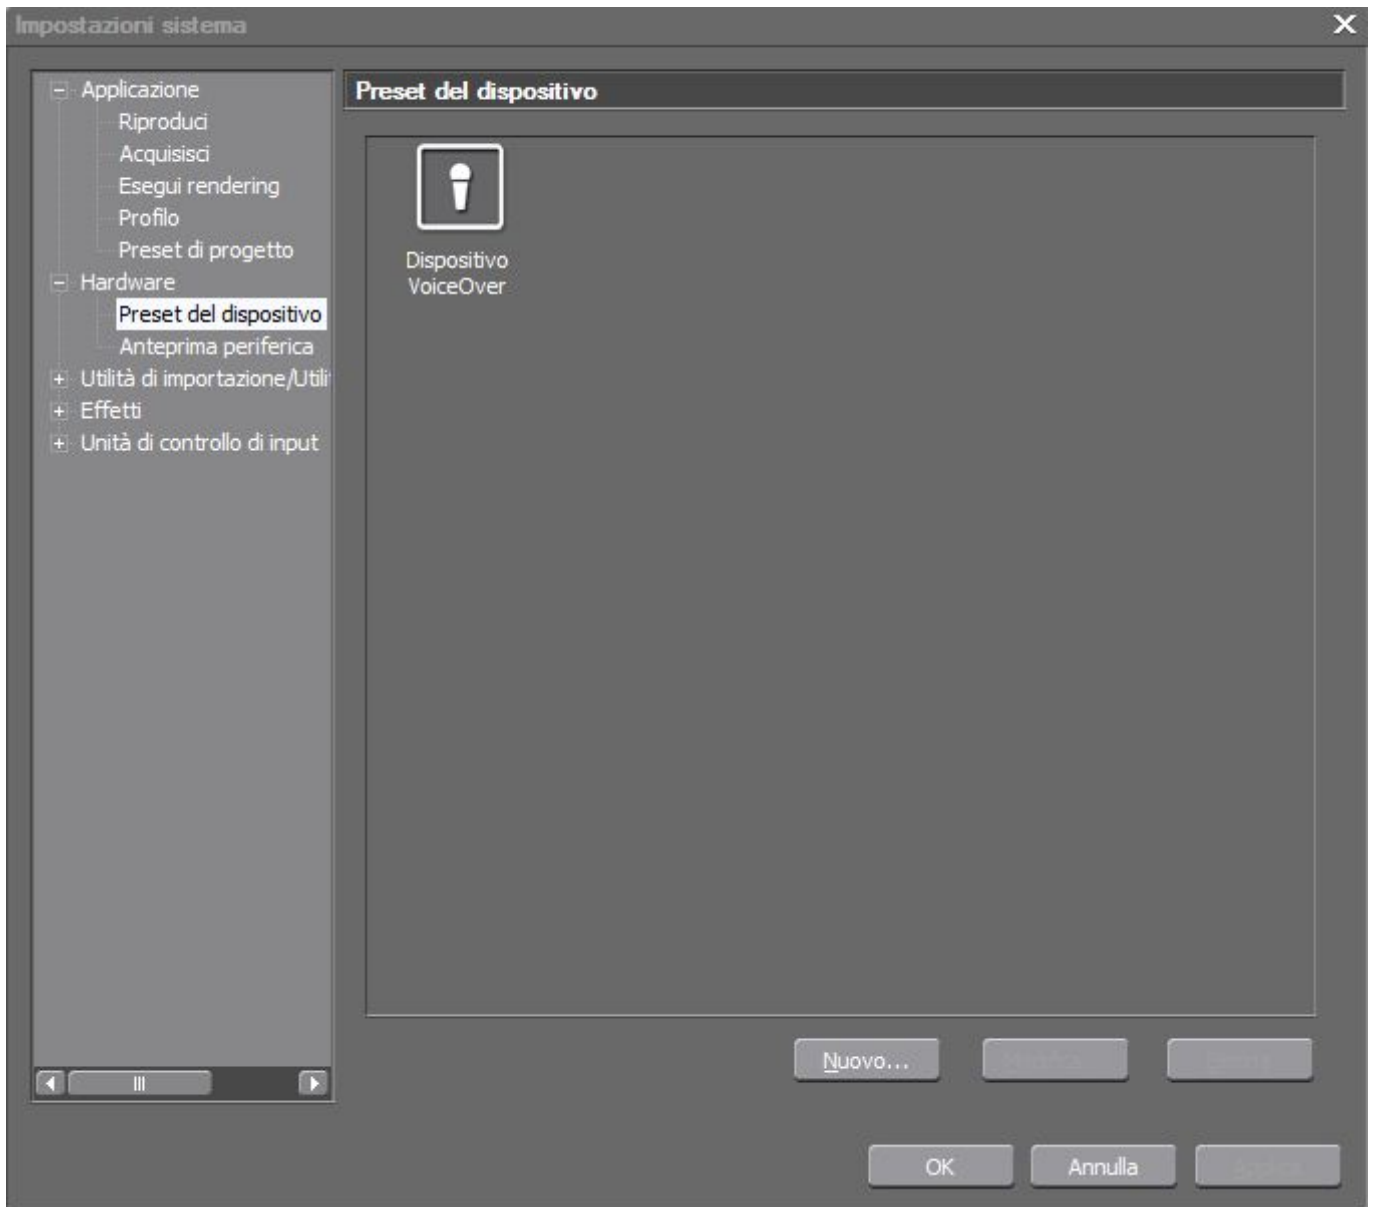 Impostazioni sistema
Applicazione
Riproduci
Acquisisci
Esegui rendering
Profilo
Preset di progetto
Hardware
Preset del dispositivo
Anteprima periferica
Utilità di importazione/Utili
Effetti
Unità di controllo di input
Preset del dispositivo
Dispositivo
VoiceOver
Nuovo...
OK
Annulla